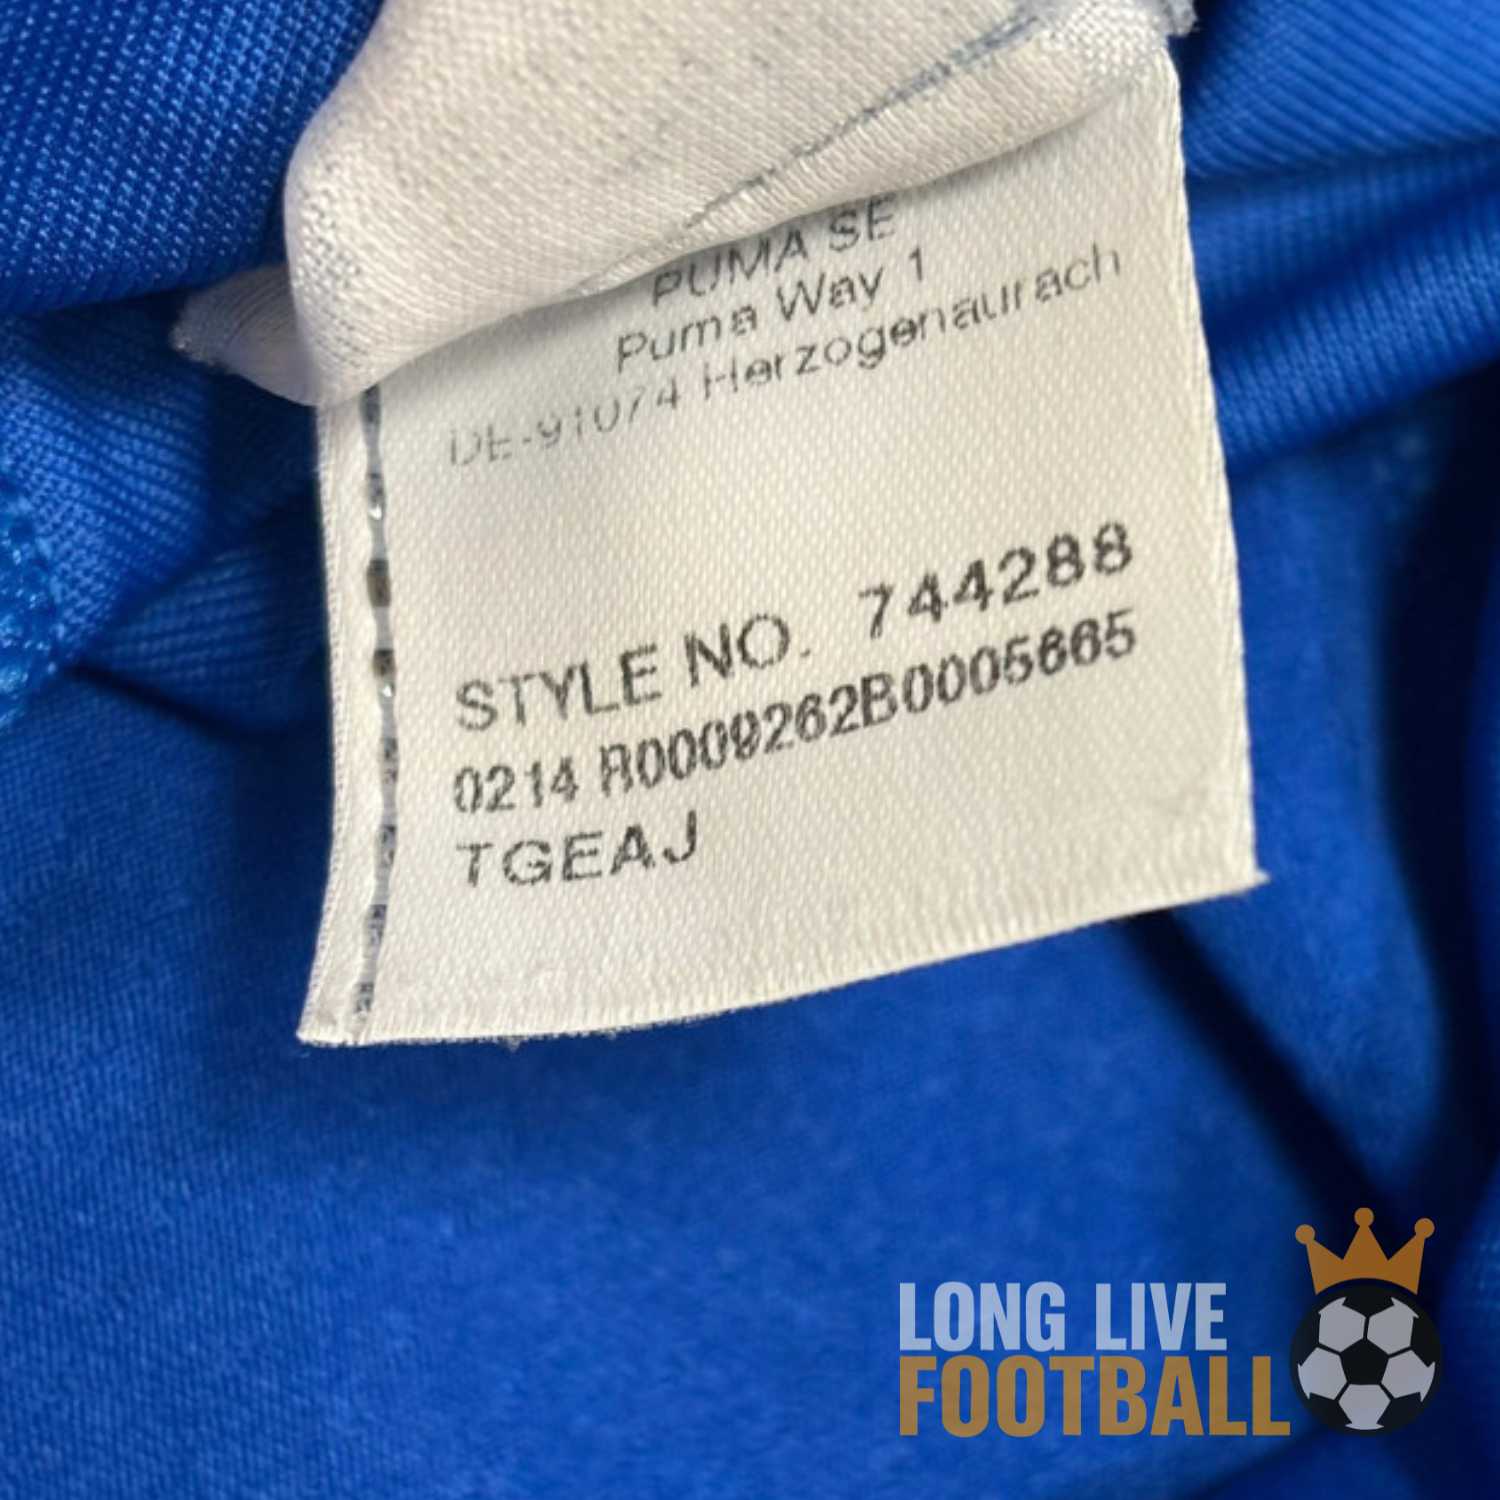 PUMA SE
Puma Way 1
DE-91074 Herzogenaurach
STYLE NO. 744288
0214 R0009262B0005665
TGEAJ
LONG LIVE
FOOTBALL